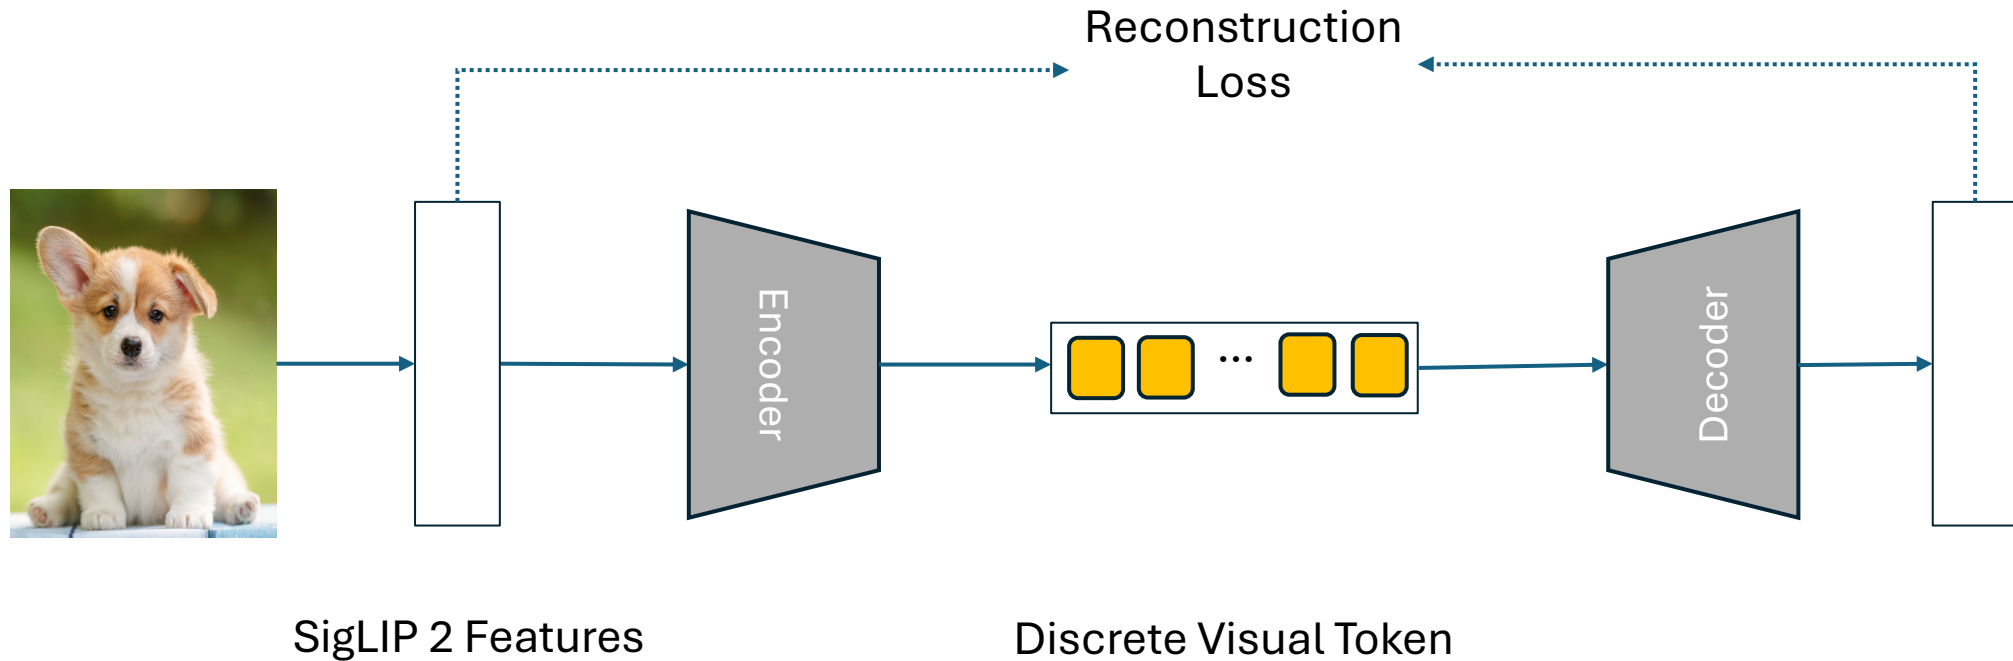 Reconstruction
Loss
Encoder
Decoder
...
SigLIP 2 Features
Discrete Visual Token